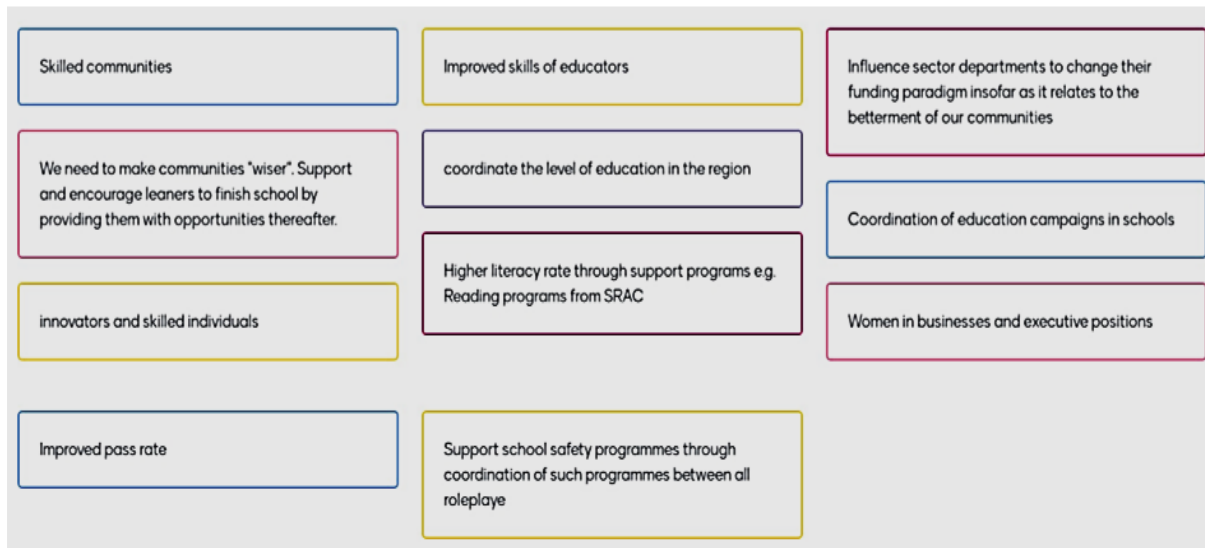 Skilled communities
We need to make communities "wiser". Support
and encourage leaners to finish school by
providing them with opportunities thereafter.
innovators and skilled individuals
Improved pass rate
Improved skills of educators
coordinate the level of education in the region
Higher literacy rate through support programs e.g.
Reading programs from SRAC
Support school safety programmes through
coordination of such programmes between all
roleplaye
Influence sector departments to change their
funding paradigm insofar as it relates to the
betterment of our communities
Coordination of education campaigns in schools
Women in businesses and executive positions